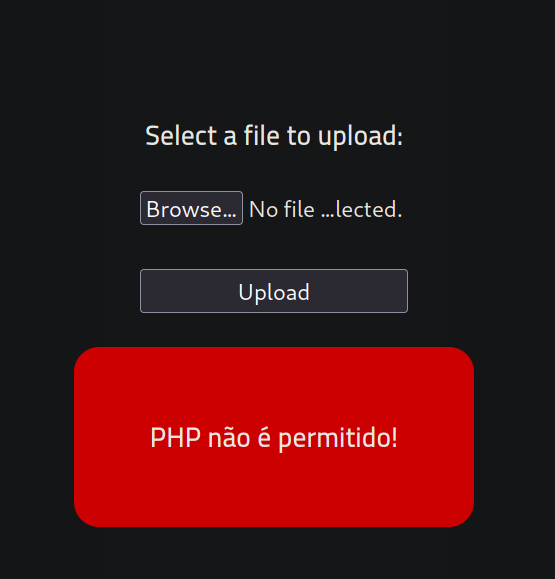 Select a file to upload:
Browse... No file ...lected.
Upload
PHP não é permitido!